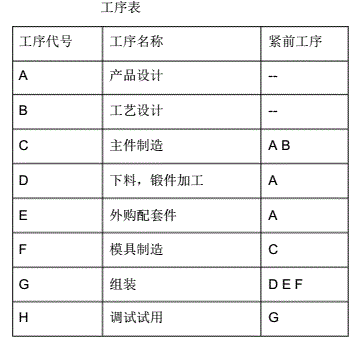 工序表
工序代号 工序名称 紧前工序
A 产品设计 --
B 工艺设计 --
C 主件制造 A B
D 下料，锻件加工 A
E 外购配套件 A
F 模具制造 C
G 组装 D E F
H 调试试用 G